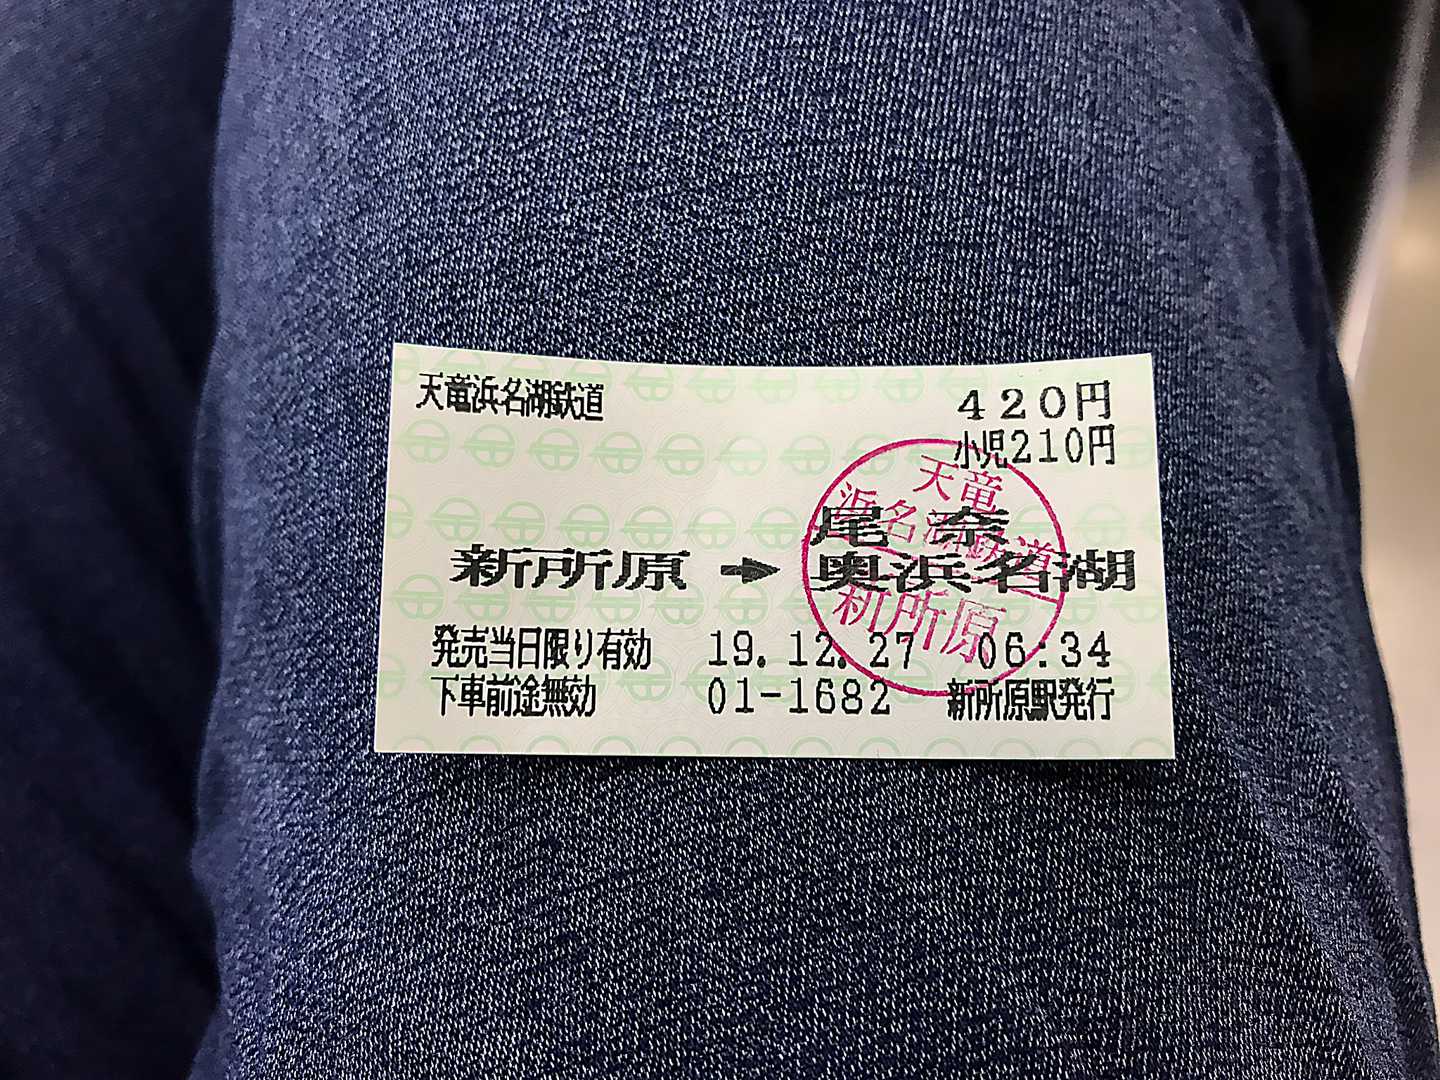 天竜浜名湖鉄道
420円
小児210円
尾 奈
新所原 → 奥浜名湖
発売当日限り有効 19.12.27 06:34
下車前途無効 01-1682 新所原駅発行
天竜
浜名湖鉄道
新所原